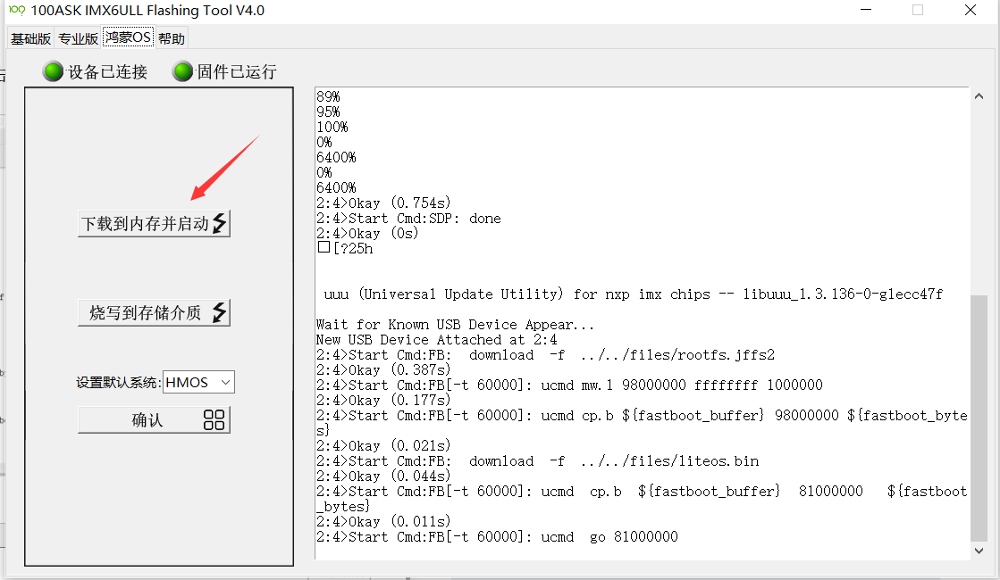 100ASK IMX6ULL Flashing Tool V4.0
基础版 专业版 鸿蒙OS 帮助
设备已连接 固件已运行
下载到内存并启动
烧写到存储介质
设置默认系统: HMOS
确认
89%
95%
100%
0%
6400%
0%
6400%
2:4>Okay (0.754s)
2:4>Start Cmd:SDP: done
2:4>Okay (0s)
□[?25h
uuu (Universal Update Utility) for nxp imx chips -- libuuu_1.3.136-0-g1ecc47f
Wait for Known USB Device Appear...
New USB Device Attached at 2:4
2:4>Start Cmd:FB: download -f ../../files/rootfs.jffs2
2:4>Okay (0.387s)
2:4>Start Cmd:FB[-t 60000]: ucmd mw.l 98000000 ffffffff 1000000
2:4>Okay (0.177s)
2:4>Start Cmd:FB[-t 60000]: ucmd cp.b ${fastboot_buffer} 98000000 ${fastboot_byte
s}
2:4>Okay (0.021s)
2:4>Start Cmd:FB: download -f ../../files/liteos.bin
2:4>Okay (0.044s)
2:4>Start Cmd:FB[-t 60000]: ucmd cp.b ${fastboot_buffer} 81000000 ${fastboot
_bytes}
2:4>Okay (0.011s)
2:4>Start Cmd:FB[-t 60000]: ucmd go 81000000